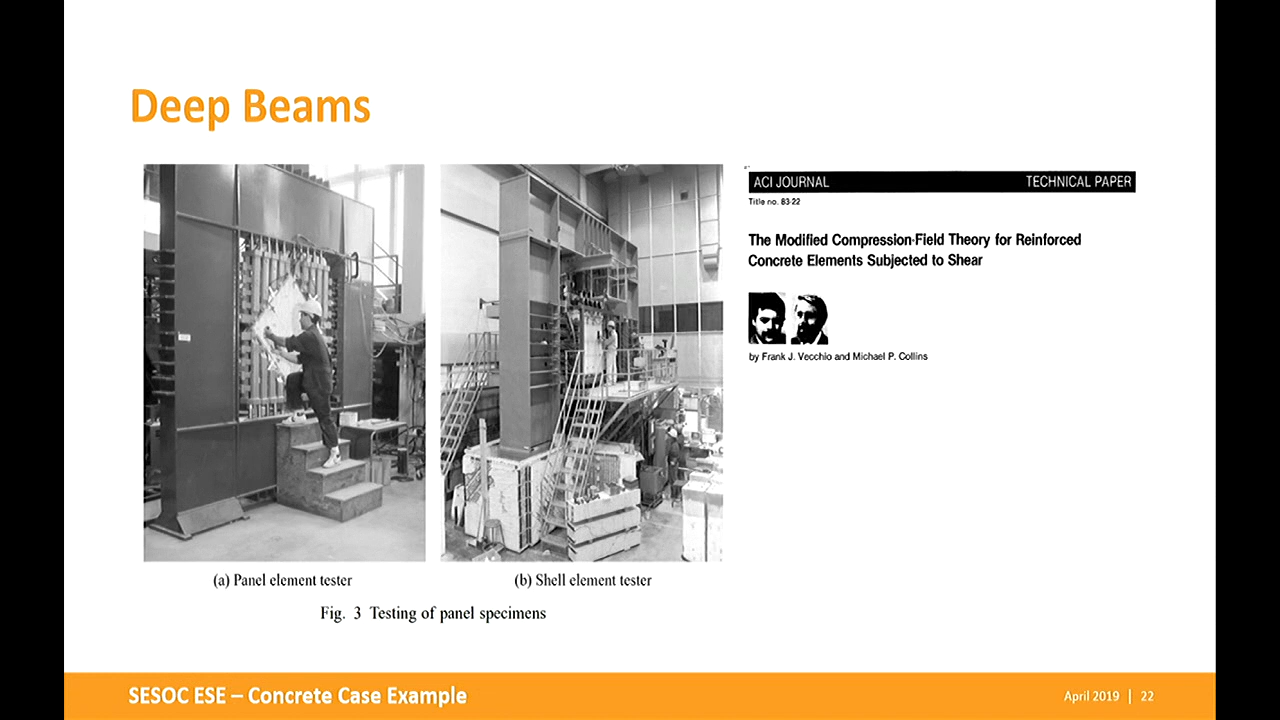 Deep Beams
ACI JOURNAL TECHNICAL PAPER
Title no. 83-22
The Modified Compression-Field Theory for Reinforced
Concrete Elements Subjected to Shear
by Frank J. Vecchio and Michael P. Collins
(a) Panel element tester (b) Shell element tester
Fig. 3 Testing of panel specimens
SESOC ESE – Concrete Case Example
April 2019 | 22